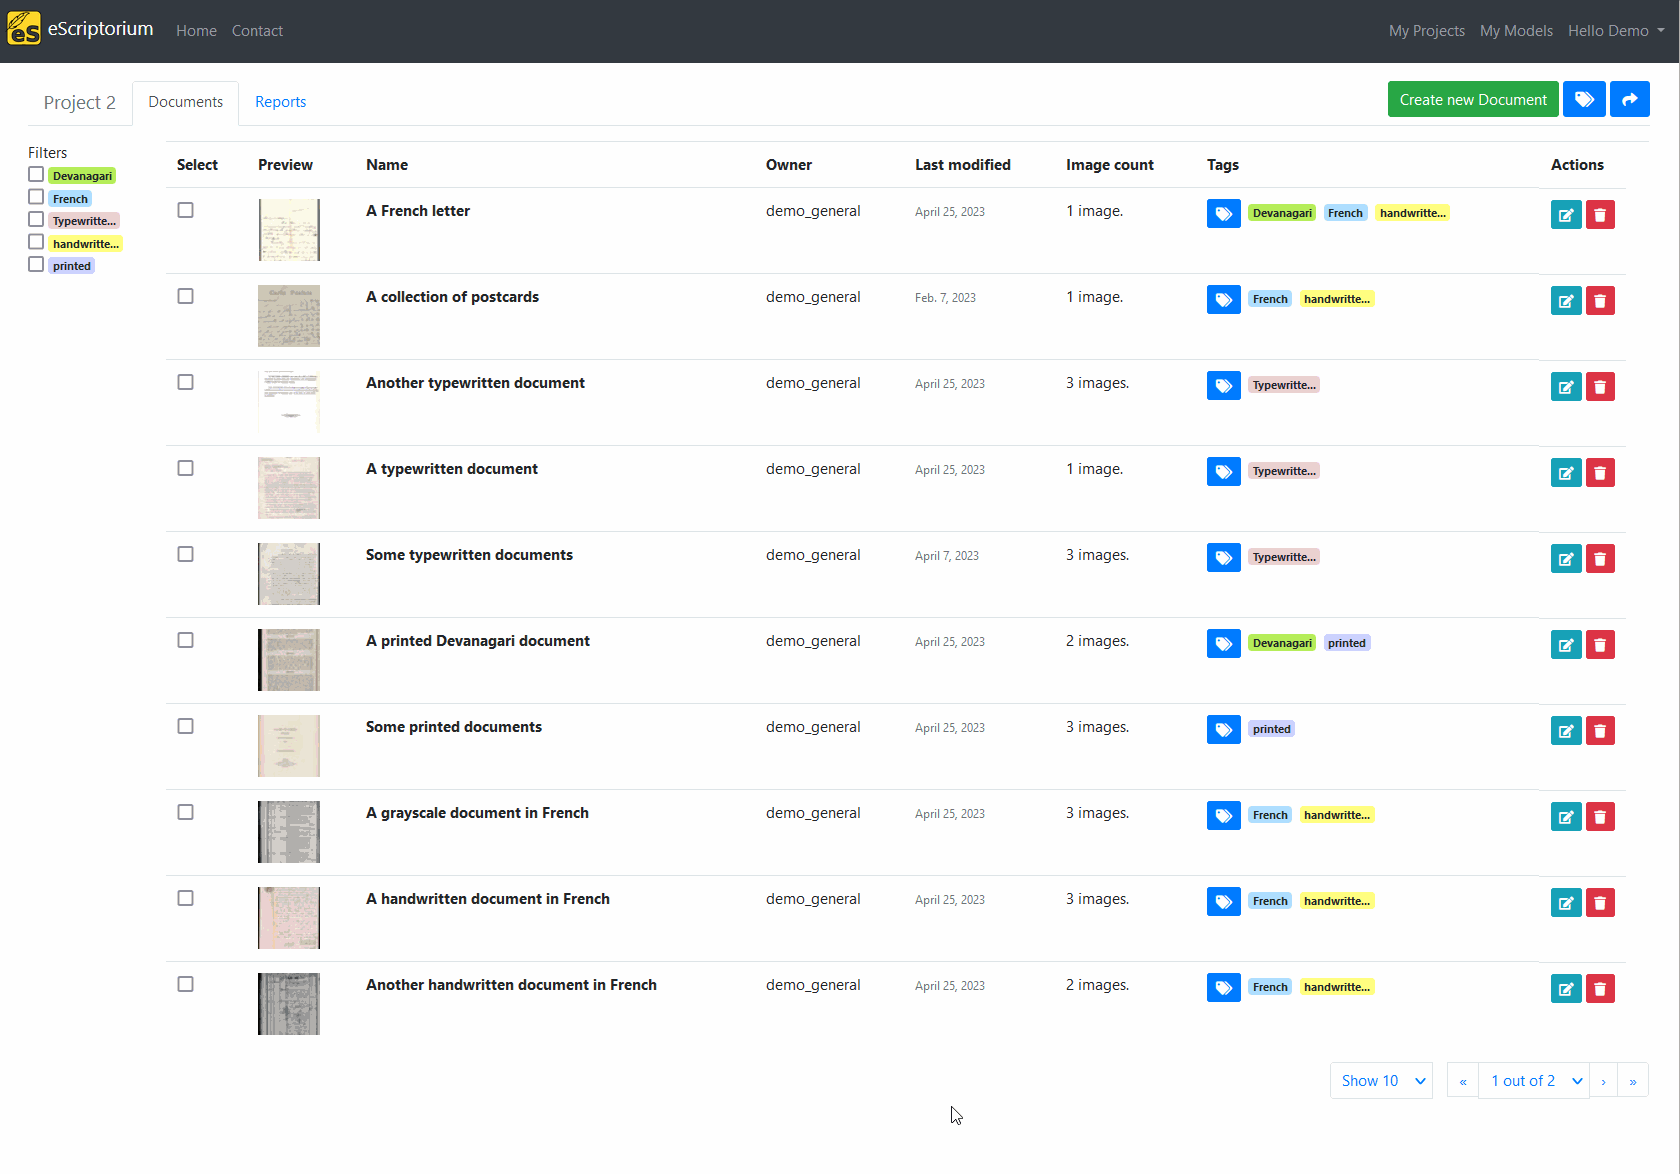 eScriptorium Home Contact My Projects My Models Hello Demo
Project 2 Documents Reports Create new Document
Filters
Devanagari
French
Typewritte...
handwritte...
printed
Select Preview Name Owner Last modified Image count Tags Actions
A French letter demo_general April 25, 2023 1 image. Devanagari French handwritte...
A collection of postcards demo_general Feb. 7, 2023 1 image. French handwritte...
Another typewritten document demo_general April 25, 2023 3 images. Typewritte...
A typewritten document demo_general April 25, 2023 1 image. Typewritte...
Some typewritten documents demo_general April 7, 2023 3 images. Typewritte...
A printed Devanagari document demo_general April 25, 2023 2 images. Devanagari printed
Some printed documents demo_general April 25, 2023 3 images. printed
A grayscale document in French demo_general April 25, 2023 3 images. French handwritte...
A handwritten document in French demo_general April 25, 2023 3 images. French handwritte...
Another handwritten document in French demo_general April 25, 2023 2 images. French handwritte...
Show 10 « 1 out of 2 › »